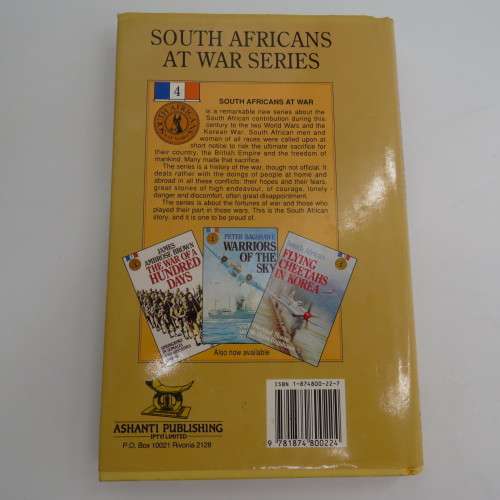 SOUTH AFRICANS
AT WAR SERIES
4
SOUTH AFRICANS AT WAR
is a remarkable new series about the
South African contribution during this
century to the two World Wars and the
Korean War. South African men and
women of all races were called upon at
short notice to risk the ultimate sacrifice for
their country, the British Empire and the freedom of
mankind. Many made that sacrifice.
The series is a history of the war, though not official. It
deals rather with the doings of people at home and
abroad in all these conflicts: their hopes and their fears,
great stories of high endeavour, of courage, lonely
danger and discomfort, often great disappointment.
The series is about the fortunes of war and those who
played their part in those wars. This is the South African
story, and it is one to be proud of.
JAMES
AMBROSE BROWN
THE WAR OF A
HUNDRED
DAYS
PETER BAGSHAWE
WARRIORS
OF THE
SKY
South Africa's
FLYING
CHEETAHS
IN KOREA
Also now available
ISBN 1-874800-22-7
9 781874 800224
ASHANTI PUBLISHING
(PTY) LIMITED
P.O. Box 10021 Rivonia 2128